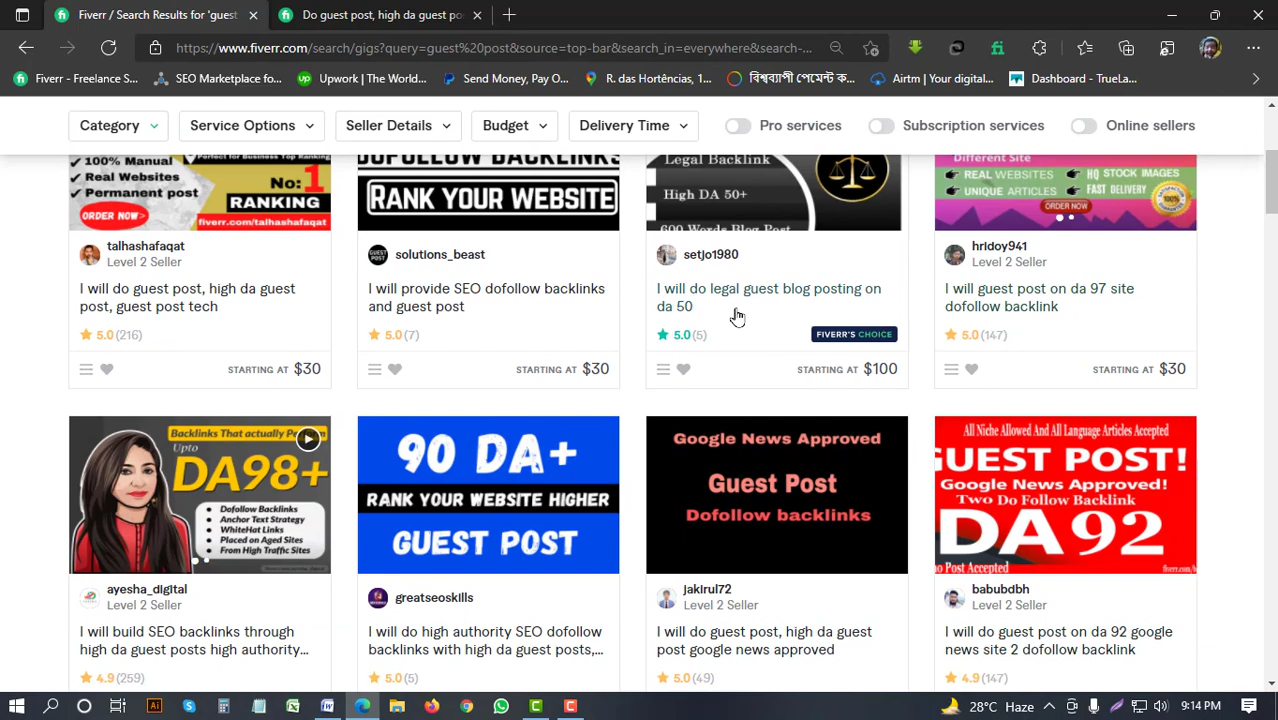 Fiverr / Search Results for 'guest
Do guest post, high da guest pos
https://www.fiverr.com/search/gigs?query=guest%20post&source=top-bar&search_in=everywhere&search-...
Fiverr - Freelance S...
SEO Marketplace fo...
Upwork | The World...
Send Money, Pay O...
R. das Hortências, 1...
বিশ্বব্যাপী পেমেন্ট ক...
Airtm | Your digital...
Dashboard - TrueLa...
Category
Service Options
Seller Details
Budget
Delivery Time
Pro services
Subscription services
Online sellers
100% Manual
Real Websites
Permanent post
ORDER NOW>
Perfect for Business Top Ranking
No: 1
RANKING
fiverr.com/talhashafaqat
DOFOLLOW BACKLINKS
RANK YOUR WEBSITE
Legal Backlink
High DA 50+
600 Words Blog Post
Different Site
REAL WEBSITES
HQ STOCK IMAGES
UNIQUE ARTICLES
FAST DELIVERY
ORDER NOW
talhashafaqat
Level 2 Seller
GUEST POST
solutions_beast
setjo1980
hridoy941
Level 2 Seller
I will do guest post, high da guest
post, guest post tech
I will provide SEO dofollow backlinks
and guest post
I will do legal guest blog posting on
da 50
I will guest post on da 97 site
dofollow backlink
5.0 (216)
5.0 (7)
5.0 (5)
FIVERR'S CHOICE
5.0 (147)
STARTING AT $30
STARTING AT $30
STARTING AT $100
STARTING AT $30
Backlinks That actually Perform
Upto
DA98+
Dofollow Backlinks
Anchor Text Strategy
WhiteHat Links
Placed on Aged Sites
From High Traffic Sites
90 DA+
RANK YOUR WEBSITE HIGHER
GUEST POST
Google News Approved
Guest Post
Dofollow backlinks
All Niche Allowed And All Language Articles Accepted
GUEST POST!
Google News Approved!
Two Do Follow Backlink
DA 92
no Post Accepted
ayesha_digital
Level 2 Seller
greatseoskills
jakirul72
Level 2 Seller
babubdbh
Level 2 Seller
I will build SEO backlinks through
high da guest posts high authority...
I will do high authority SEO dofollow
backlinks with high da guest posts,...
I will do guest post, high da guest
post google news approved
I will do guest post on da 92 google
news site 2 dofollow backlink
4.9 (259)
5.0 (5)
5.0 (49)
4.9 (147)
28°C Haze
9:14 PM